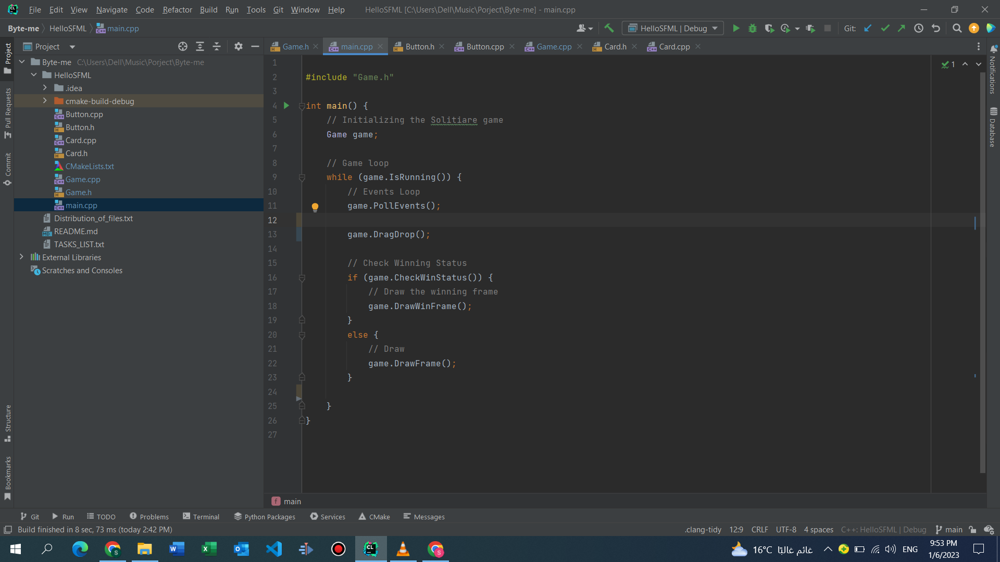 File Edit View Navigate Code Refactor Build Run Tools Git Window Help HelloSFML [C:\Users\Dell\Music\Porject\Byte-me] - main.cpp
Byte-me HelloSFML main.cpp HelloSFML | Debug Git:
Project
Game.h main.cpp Button.h Button.cpp Game.cpp Card.h Card.cpp
Project
Pull Requests
Commit
Structure
Bookmarks
Byte-me C:\Users\Dell\Music\Porject\Byte-me
HelloSFML
.idea
cmake-build-debug
Button.cpp
Button.h
Card.cpp
Card.h
CMakeLists.txt
Game.cpp
Game.h
main.cpp
Distribution_of_files.txt
README.md
TASKS_LIST.txt
External Libraries
Scratches and Consoles
1
2 #include "Game.h"
3
4 int main() {
5 // Initializing the Solitiare game
6 Game game;
7
8 // Game loop
9 while (game.IsRunning()) {
10 // Events Loop
11 game.PollEvents();
12
13 game.DragDrop();
14
15 // Check Winning Status
16 if (game.CheckWinStatus()) {
17 // Draw the winning frame
18 game.DrawWinFrame();
19 }
20 else {
21 // Draw
22 game.DrawFrame();
23 }
24
25 }
26 }
27
1
Notifications
Database
main
Git Run TODO Problems Terminal Python Packages Services CMake Messages
Build finished in 8 sec, 73 ms (today 2:42 PM) .clang-tidy 12:9 CRLF UTF-8 4 spaces C++: HelloSFML | Debug main
16°C غائم غالبًا ENG 9:53 PM
1/6/2023